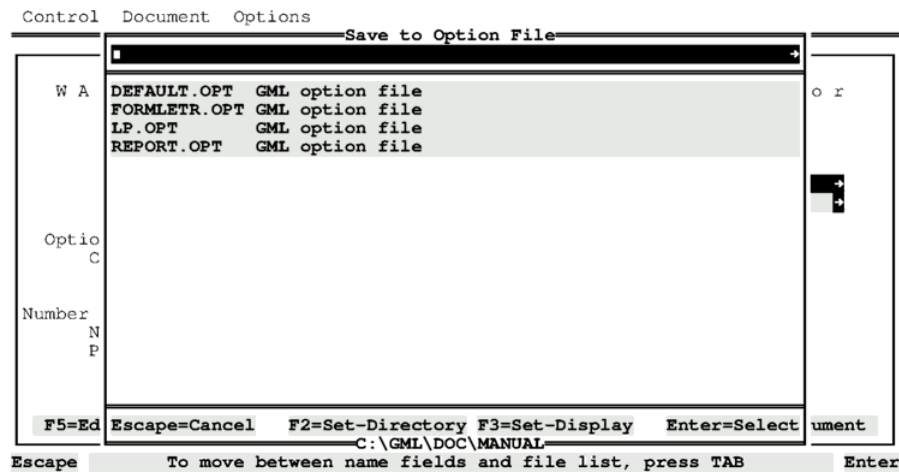 Control Document Options
Save to Option File
W A DEFAULT.OPT GML option file o r
FORMLETR.OPT GML option file
LP.OPT GML option file
REPORT.OPT GML option file
Optio
C
Number
N
P
F5=Ed Escape=Cancel F2=Set-Directory F3=Set-Display Enter=Select ument
C:\GML\DOC\MANUAL
Escape To move between name fields and file list, press TAB Enter